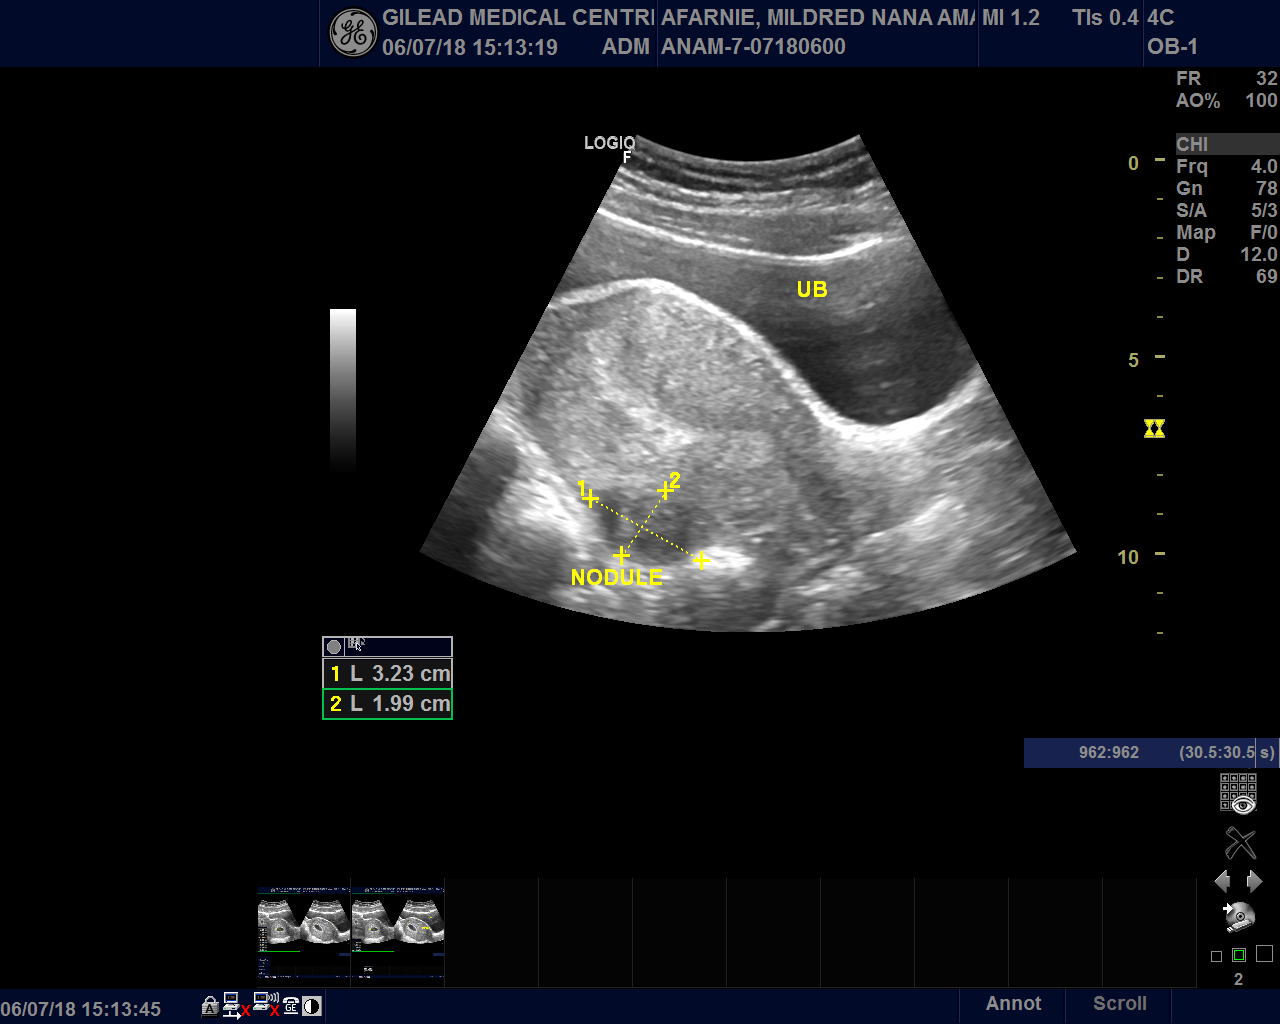 GILEAD MEDICAL CENTRE AFARNIE, MILDRED NANA AMA MI 1.2 TIs 0.4 4C
06/07/18 15:13:19 ADM ANAM-7-07180600 OB-1
FR 32
AO% 100
LOGIQ
F
CHI
Frq 4.0
Gn 78
S/A 5/3
Map F/0
D 12.0
DR 69
0
UB
5
1 2
10
NODULE
1 L 3.23 cm
2 L 1.99 cm
962:962 (30.5:30.5 s)
2
06/07/18 15:13:45 Annot Scroll